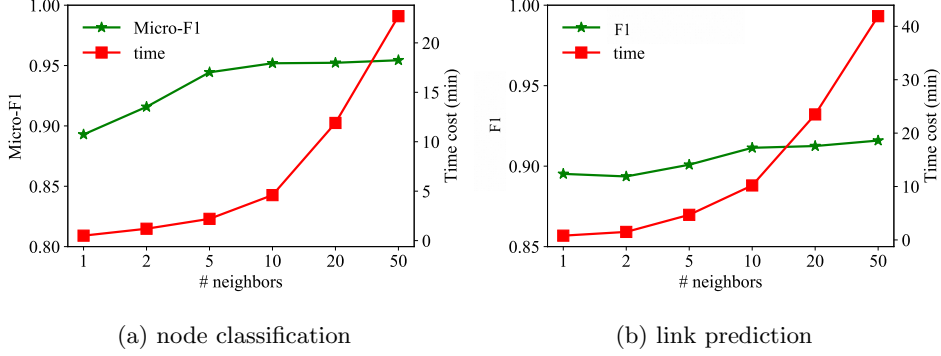 1.00
0.95
0.90
0.85
0.80
Micro-F1
Micro-F1
time
20
15
10
5
0
Time cost (min)
1 2 5 10 20 50
# neighbors
(a) node classification
1.00
0.95
0.90
0.85
F1
F1
time
40
30
20
10
0
Time cost (min)
1 2 5 10 20 50
# neighbors
(b) link prediction